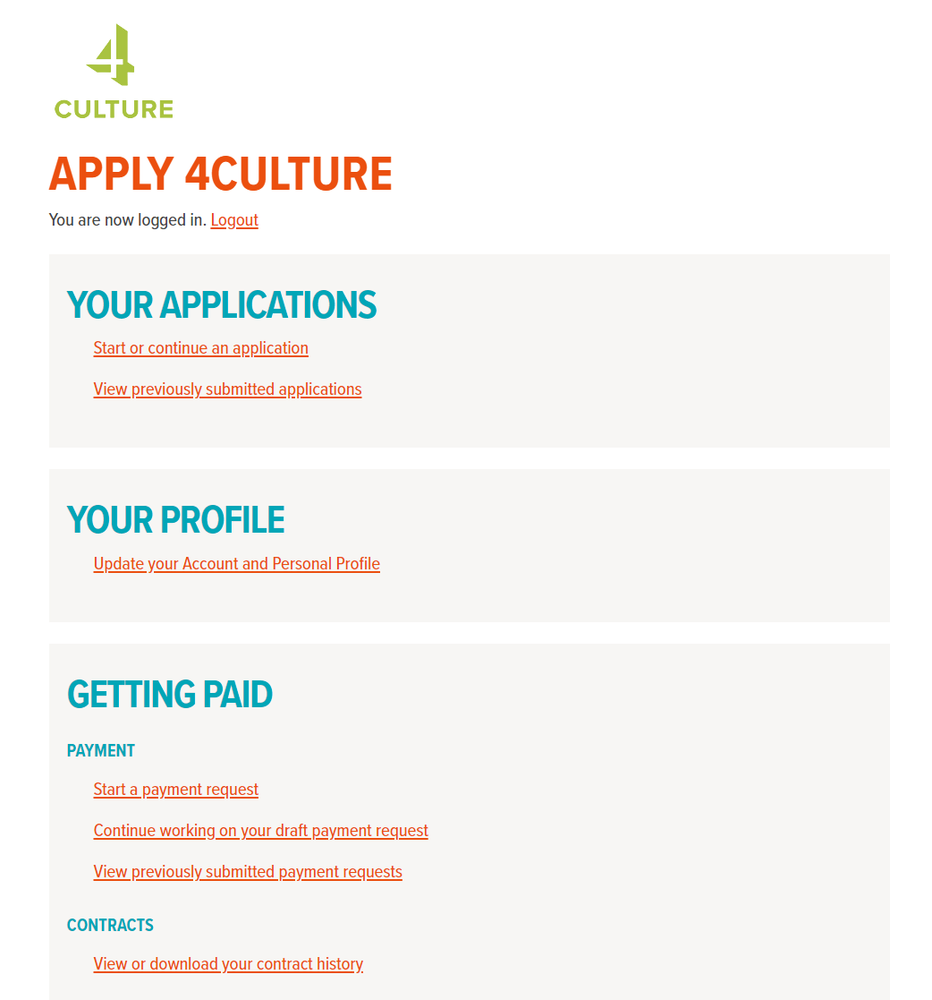 4
CULTURE
APPLY 4CULTURE
You are now logged in. Logout
YOUR APPLICATIONS
Start or continue an application
View previously submitted applications
YOUR PROFILE
Update your Account and Personal Profile
GETTING PAID
PAYMENT
Start a payment request
Continue working on your draft payment request
View previously submitted payment requests
CONTRACTS
View or download your contract history